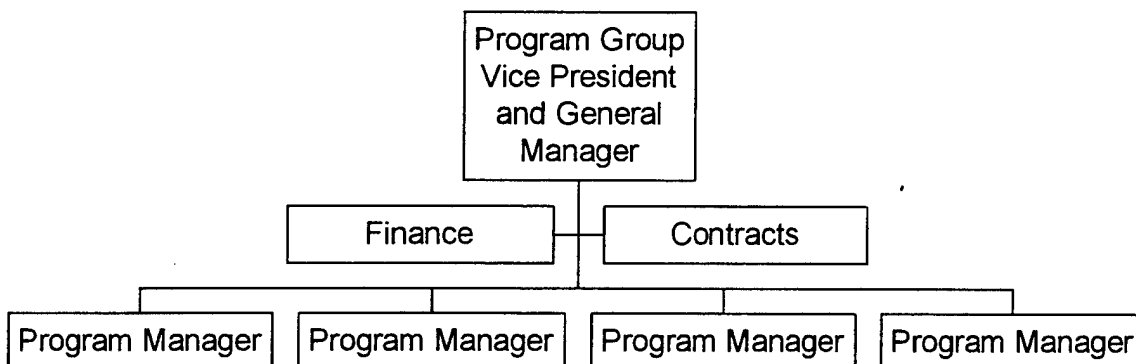 Program Group
Vice President
and General
Manager
Finance
Contracts
Program Manager
Program Manager
Program Manager
Program Manager